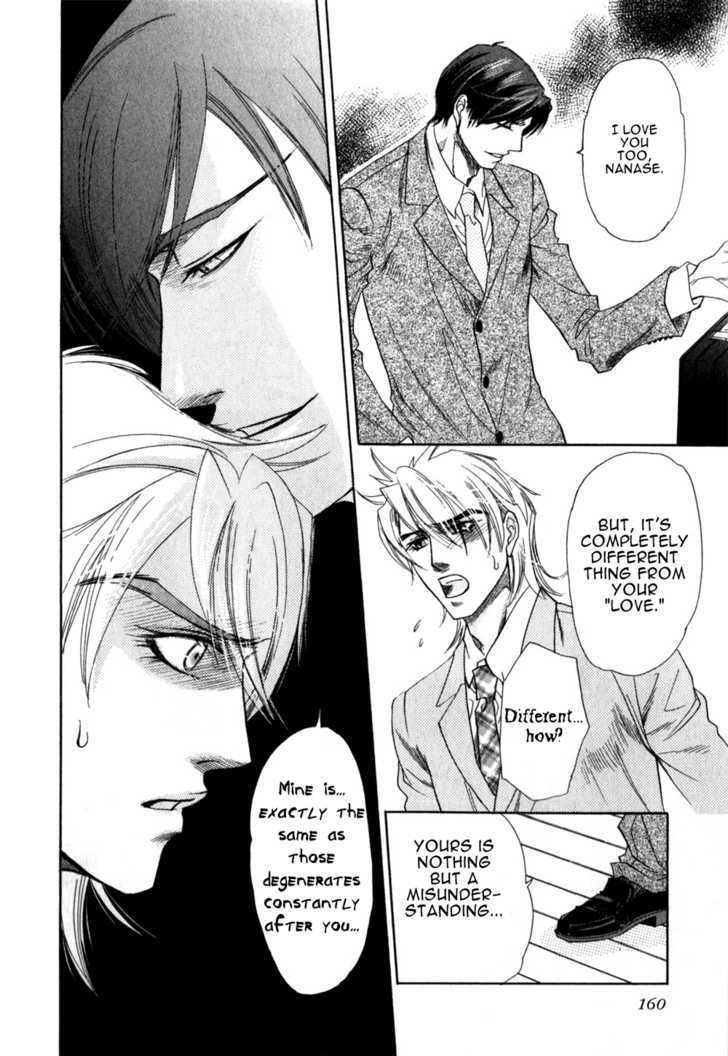 I LOVE
YOU
TOO,
NANASE.
BUT, IT'S
COMPLETELY
DIFFERENT
THING FROM
YOUR
"LOVE."
Different...
how?
YOURS IS
NOTHING
BUT A
MISUNDER-
STANDING...
Mine is...
EXACTLY the
same as
those
degenerates
constantly
after you...
160